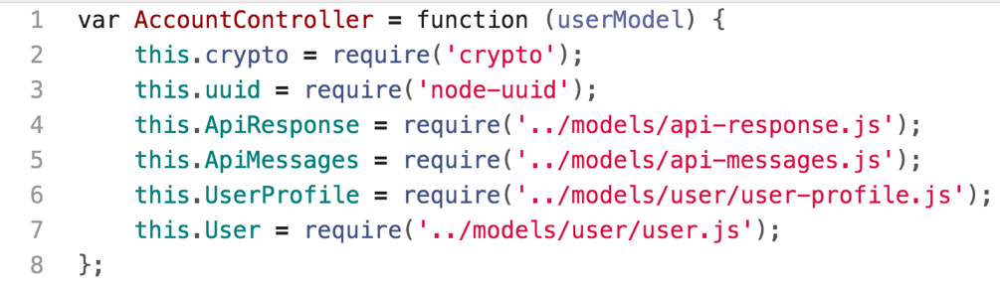 1 var AccountController = function (userModel) {
2 this.crypto = require('crypto');
3 this.uuid = require('node-uuid');
4 this.ApiResponse = require('../models/api-response.js');
5 this.ApiMessages = require('../models/api-messages.js');
6 this.UserProfile = require('../models/user/user-profile.js');
7 this.User = require('../models/user/user.js');
8 };